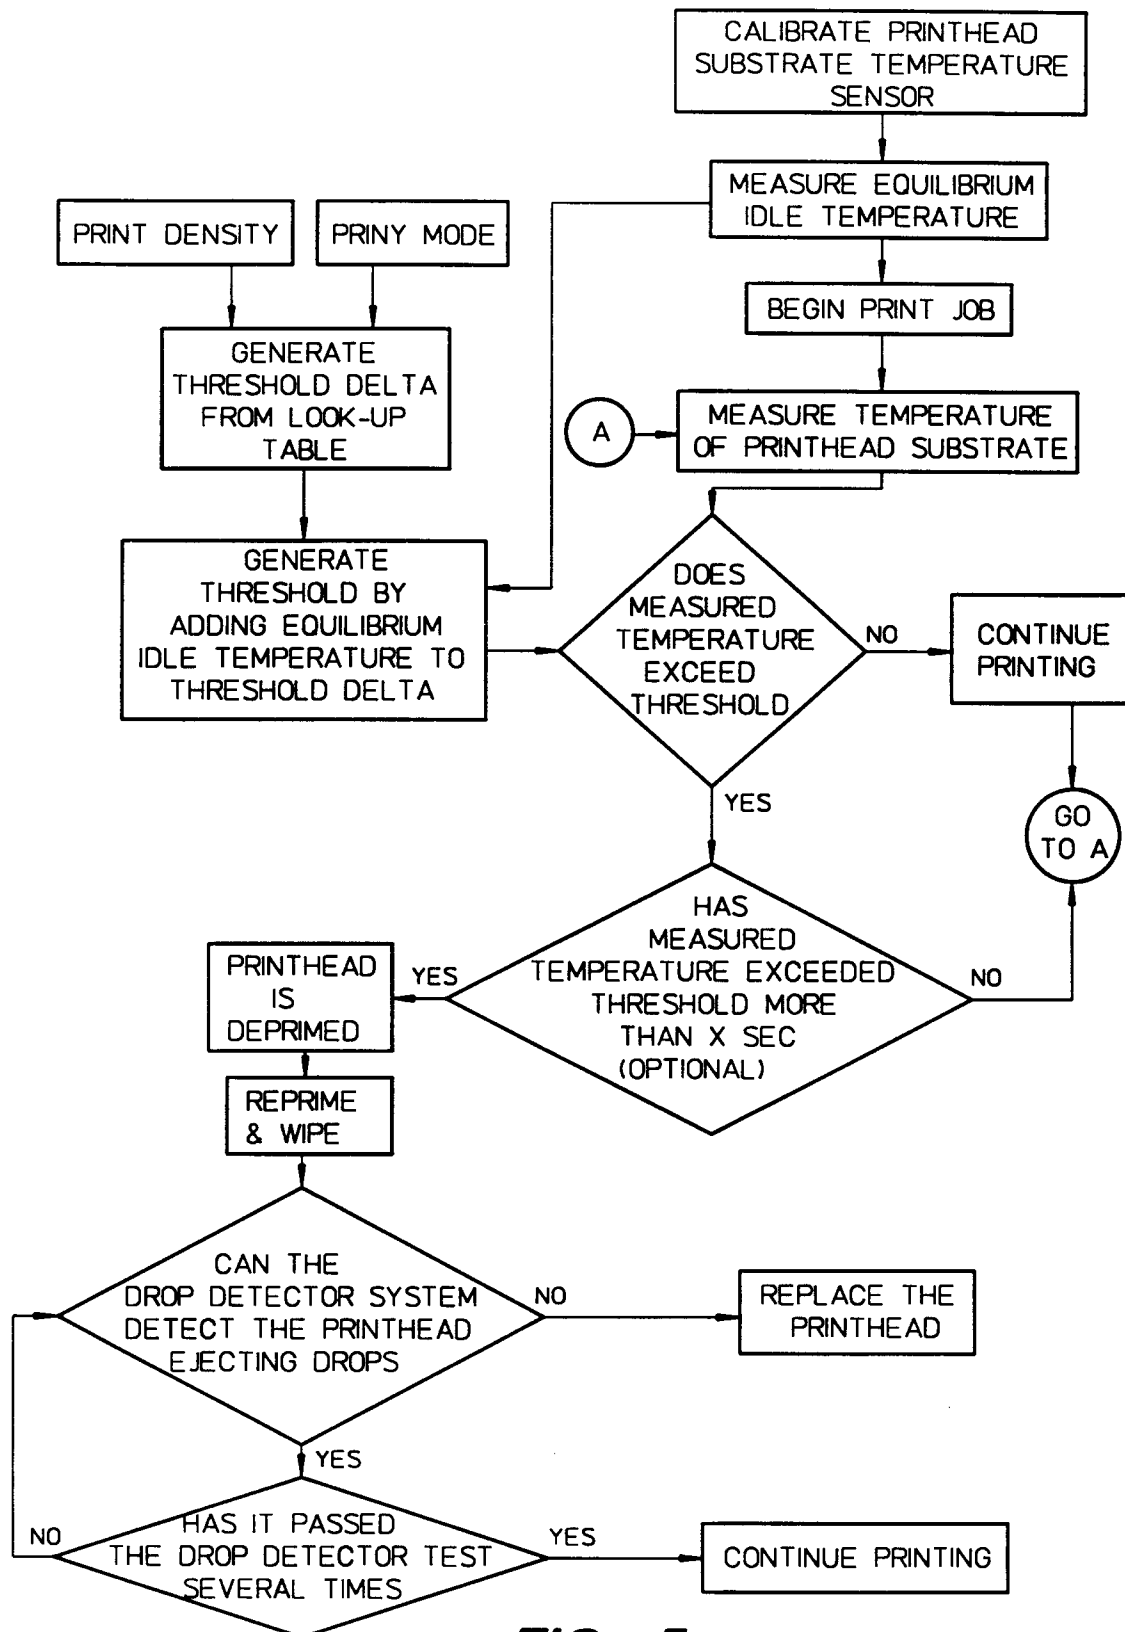 CALIBRATE PRINTHEAD
SUBSTRATE TEMPERATURE
SENSOR
MEASURE EQUILIBRIUM
IDLE TEMPERATURE
PRINT DENSITY
PRINY MODE
BEGIN PRINT JOB
GENERATE
THRESHOLD DELTA
FROM LOOK-UP
TABLE
A
MEASURE TEMPERATURE
OF PRINTHEAD SUBSTRATE
GENERATE
THRESHOLD BY
ADDING EQUILIBRIUM
IDLE TEMPERATURE TO
THRESHOLD DELTA
DOES
MEASURED
TEMPERATURE
EXCEED
THRESHOLD
NO
CONTINUE
PRINTING
YES
GO
TO A
HAS
MEASURED
TEMPERATURE EXCEEDED
THRESHOLD MORE
THAN X SEC
(OPTIONAL)
NO
YES
PRINTHEAD
IS
DEPRIMED
REPRIME
& WIPE
CAN THE
DROP DETECTOR SYSTEM
DETECT THE PRINTHEAD
EJECTING DROPS
NO
REPLACE THE
PRINTHEAD
YES
HAS IT PASSED
THE DROP DETECTOR TEST
SEVERAL TIMES
NO
YES
CONTINUE PRINTING